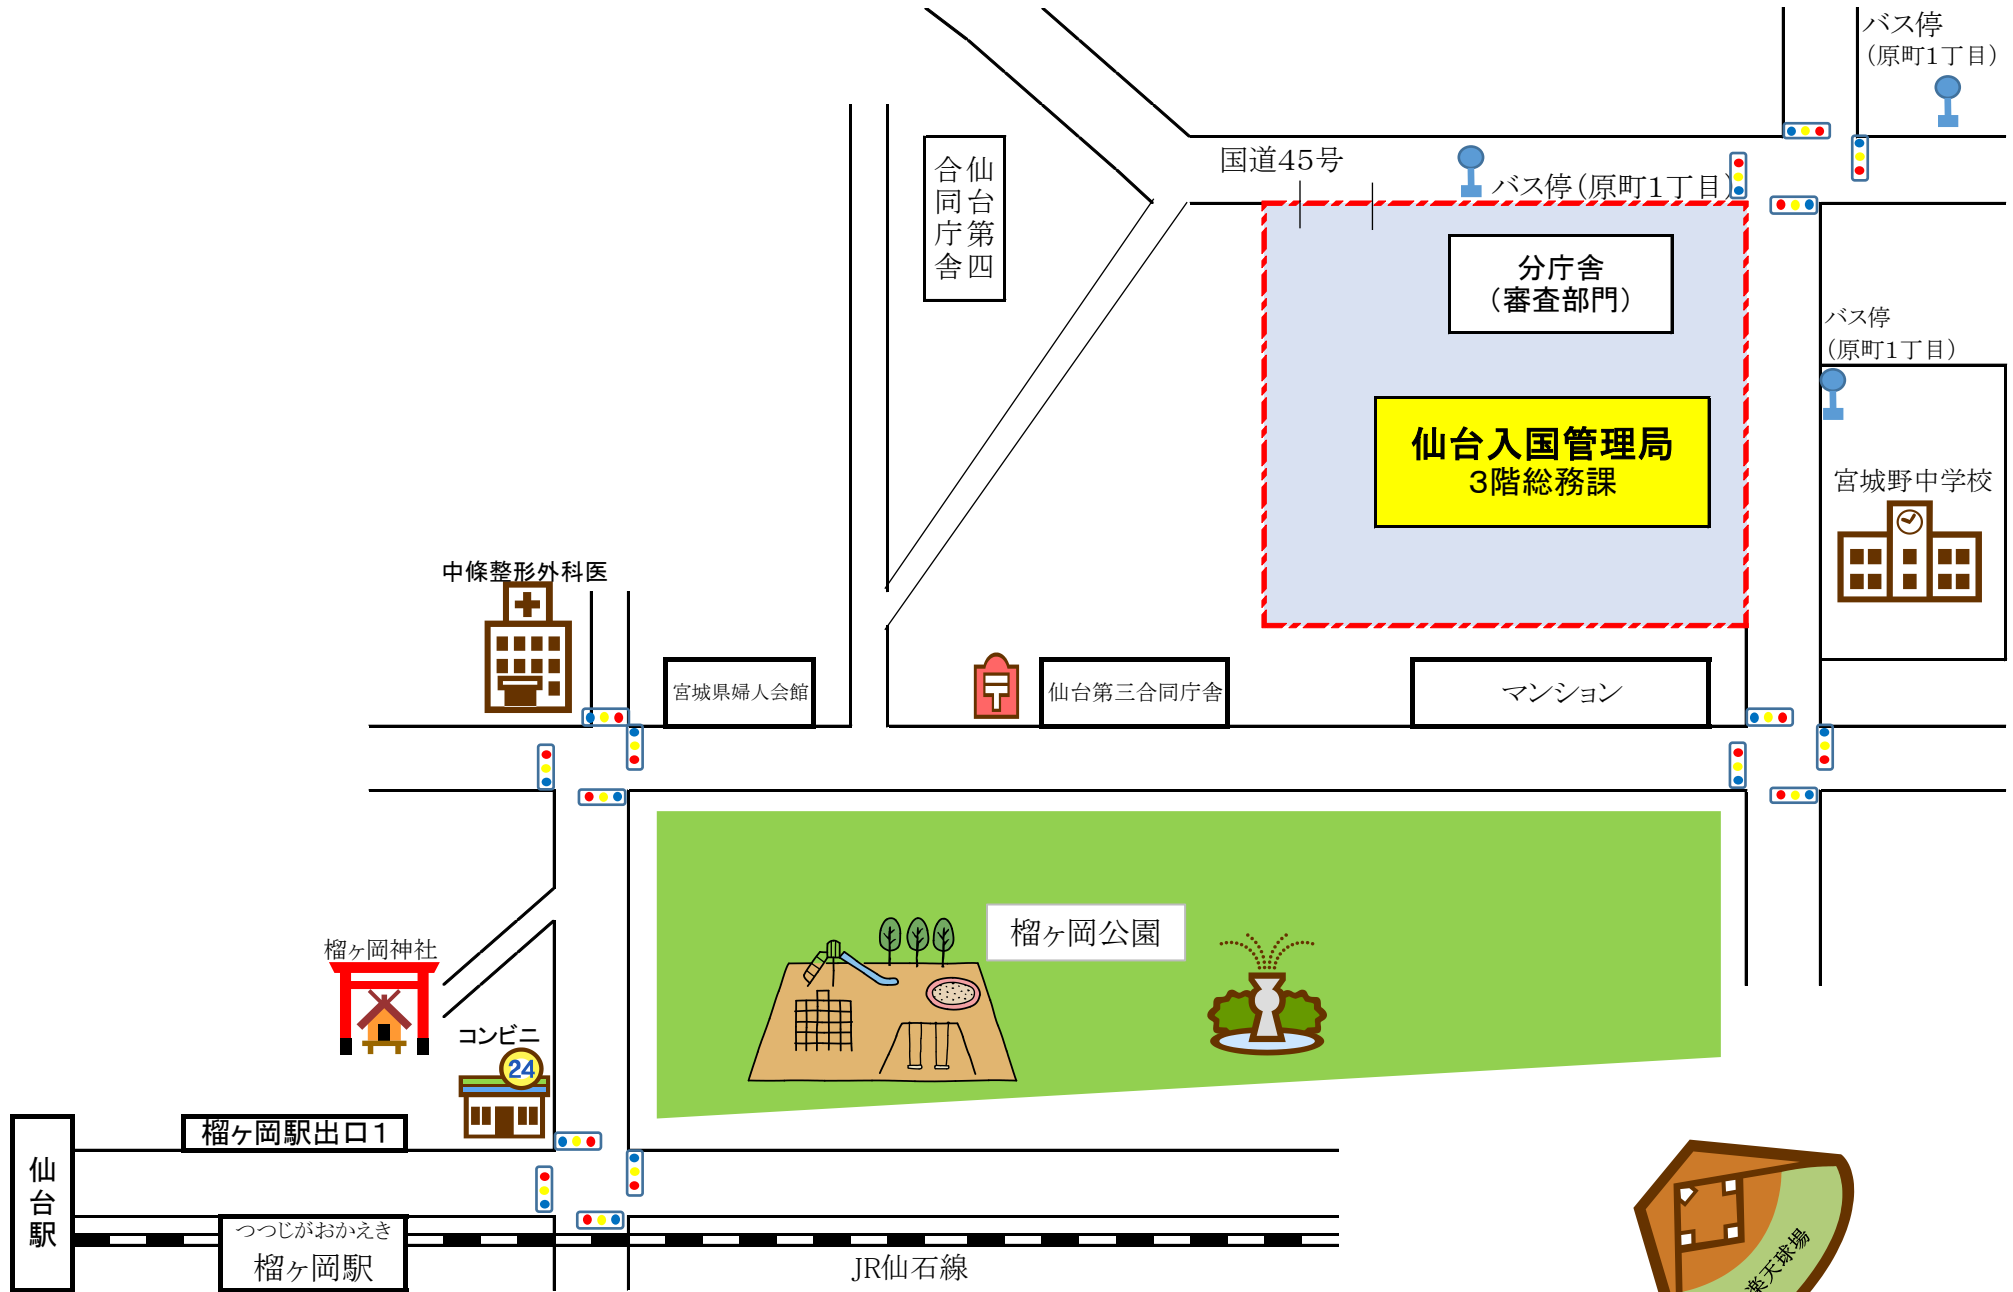 バス停
（原町１丁目）
国道45号
バス停（原町１丁目）
仙台第四
合同庁舎
分庁舎
（審査部門）
バス停
（原町１丁目）
仙台入国管理局
３階総務課
宮城野中学校
中條整形外科医
宮城県婦人会館
仙台第三合同庁舎
マンション
榴ヶ岡公園
榴ヶ岡神社
コンビニ
24
榴ヶ岡駅出口１
仙台駅
つつじがおかえき
榴ヶ岡駅
JR仙石線
楽天球場